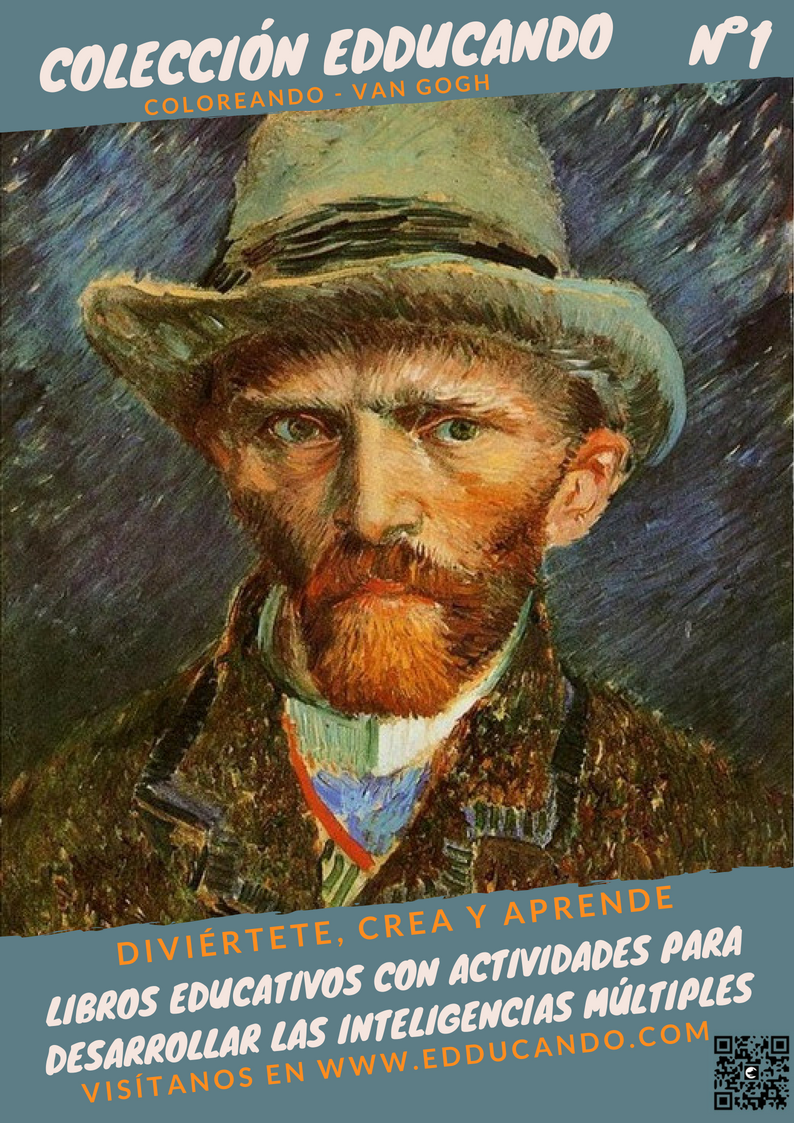 COLECCIÓN EDDUCANDO Nº1
COLOREANDO - VAN GOGH
DIVIÉRTETE, CREA Y APRENDE
LIBROS EDUCATIVOS CON ACTIVIDADES PARA
DESARROLLAR LAS INTELIGENCIAS MÚLTIPLES
VISÍTANOS EN WWW.EDDUCANDO.COM